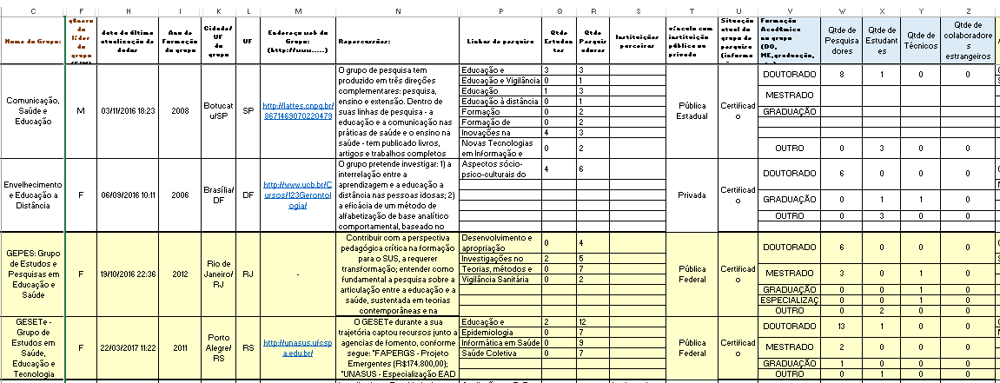 C F H I K L M N P Q R S T U V W X Y Z
Nome do Grupo:
gênero
do
líder do
grupo
(F/M)
data da última
atualização de
dados
Ano de
Formação
do grupo
Cidade/
UF
do
grupo
UF
Endereço web do
Grupo:
(http://www.....)
Repercussões:
Linhas de pesquisa
Qtde
Estudan
tes
Qtde
Pesquis
adores
Instituições
parceiras
vínculo com
instituição
pública ou
privada
Situação
atual do
grupo de
pesquisa
(informa
Formação
Acadêmica
no grupo
(DO,
ME,graduação,
Qtde de
Pesquisa
dores
Qtde de
Estudant
es
Qtde de
Técnicos
Qtde de
colaboradore
s
estrangeiros
Comunicação,
Saúde e
Educação
M
03/11/2016 18:23
2008
Botucat
u/SP
SP
http://lattes.cnpq.br/
8671469070220479
O grupo de pesquisa tem
produzido em três direções
complementares: pesquisa,
ensino e extensão. Dentro de
suas linhas de pesquisa - a
educação e a comunicação nas
práticas de saúde e o ensino na
saúde - tem publicado livros,
artigos e trabalhos completos
Educação e 3 3
Educação e Vigilância 0 1
Educação 1 3
Educação à distância 0 1
Formação 0 2
Formação de 0 2
Inovações na 4 3
Novas Tecnologias
em Informação e 0 2
Pública
Estadual
Certificad
o
DOUTORADO 8 1 0 0
MESTRADO
GRADUAÇÃO
OUTRO 0 3 0 0
Envelhecimento
e Educação a
Distância
F
06/09/2016 10:11
2006
Brasília/
DF
DF
http://www.ucb.br/C
ursos/123Gerontol
ogia/
O grupo pretende investigar: 1) a
interrelação entre a
aprendizagem e a educação a
distância nas pessoas idosas; 2)
a eficácia de um método de
alfabetização de base analítico
comportamental, baseado no
Aspectos sócio-
psico-culturais do 4 6
Privada
Certificad
o
DOUTORADO 6 0 0 0
GRADUAÇÃO 0 1 1 0
OUTRO 0 3 0 0
GEPES: Grupo
de Estudos e
Pesquisas em
Educação e
Saúde
F
19/10/2016 22:36
2012
Rio de
Janeiro/
RJ
RJ
-
Contribuir com a perspectiva
pedagógica crítica na formação
para o SUS, a requerer
transformação; entender como
fundamental a pesquisa sobre a
articulação entre a educação e a
saúde, sustentada em teorias
contemporâneas e na
Desenvolvimento e
apropriação 0 4
Investigações no 2 5
Teorias, métodos e 0 7
Vigilância Sanitária 0 2
Pública
Federal
Certificad
o
DOUTORADO 6 0 0 0
MESTRADO 3 0 1 0
GRADUAÇÃO 0 0 1 0
ESPECIALIZAÇ 0 0 1 0
OUTRO 0 2 0 0
GESETe -
Grupo de
Estudos em
Saúde,
Educação e
Tecnologia
F
22/03/2017 11:22
2011
Porto
Alegre/
RS
RS
http://unasus.ufcsp
a.edu.br/
O GESETe durante a sua
trajetória captou recursos junto a
agencias de fomento, conforme
segue: "FAPERGS - Projeto
Emergentes (R$174.800,00);
"UNASUS - Especialização EAD
Educação e 2 12
Epidemiologia 0 7
Informática em Saúde 0 9
Saúde Coletiva 0 7
Pública
Federal
Certificad
o
DOUTORADO 13 1 0 0
MESTRADO 2 0 0 0
GRADUAÇÃO 1 0 0 0
OUTRO 0 1 0 0